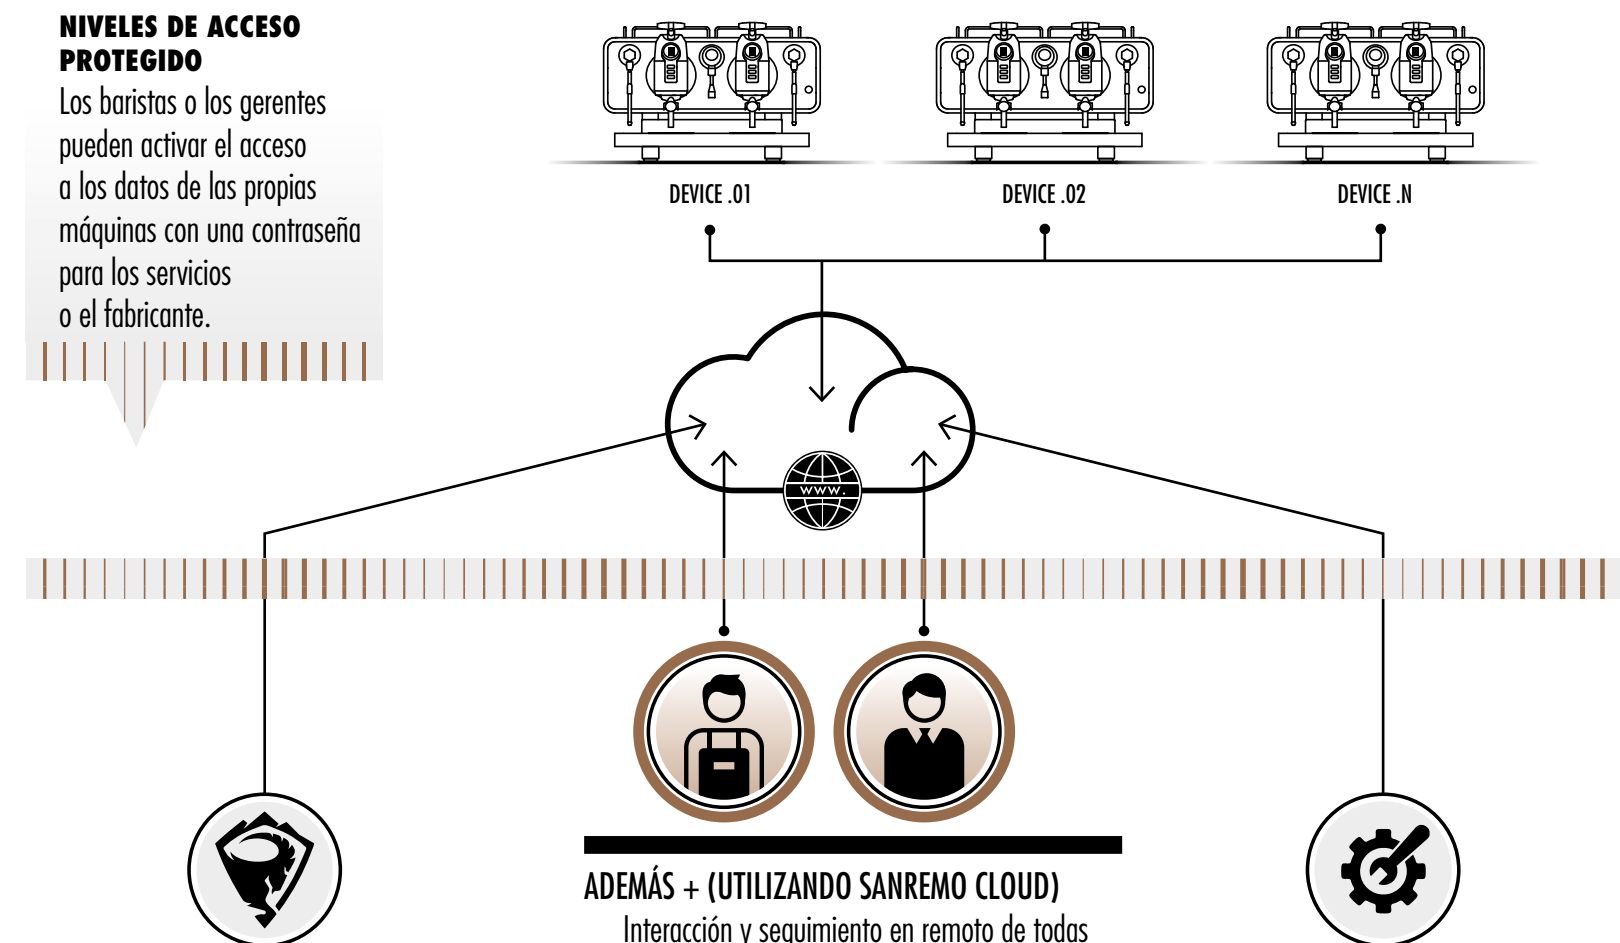 NIVELES DE ACCESO
PROTEGIDO
Los baristas o los gerentes
pueden activar el acceso
a los datos de las propias
máquinas con una contraseña
para los servicios
o el fabricante.
DEVICE .01
DEVICE .02
DEVICE .N
WWW.
ADEMÁS + (UTILIZANDO SANREMO CLOUD)
Interacción y seguimiento en remoto de todas